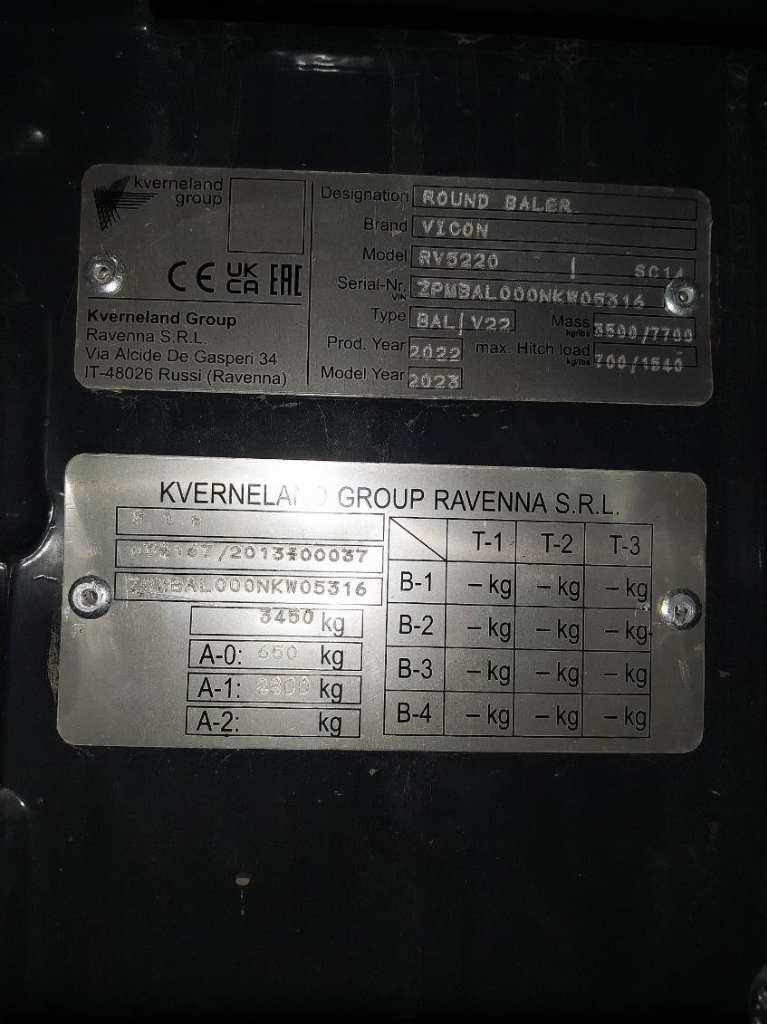 kverneland
group
CE UK CA EAC
Kverneland Group
Ravenna S.R.L.
Via Alcide De Gasperi 34
IT-48026 Russi (Ravenna)
Designation ROUND BALER
Brand VICON
Model RV5220 / SC14
Serial-Nr. VIN ZPMBAL000NKW05316
Type BAL/V22 Mass kg/lbs 3500/7700
Prod. Year 2022 max. Hitch load kg/lbs 700/1540
Model Year 2023
KVERNELAND GROUP RAVENNA S.R.L.
167/2013*00037
ZPMBAL000NKW05316
3450 kg
A-0: 650 kg
A-1: kg
A-2: kg
T-1 T-2 T-3
B-1 – kg – kg – kg
B-2 – kg – kg – kg
B-3 – kg – kg – kg
B-4 – kg – kg – kg